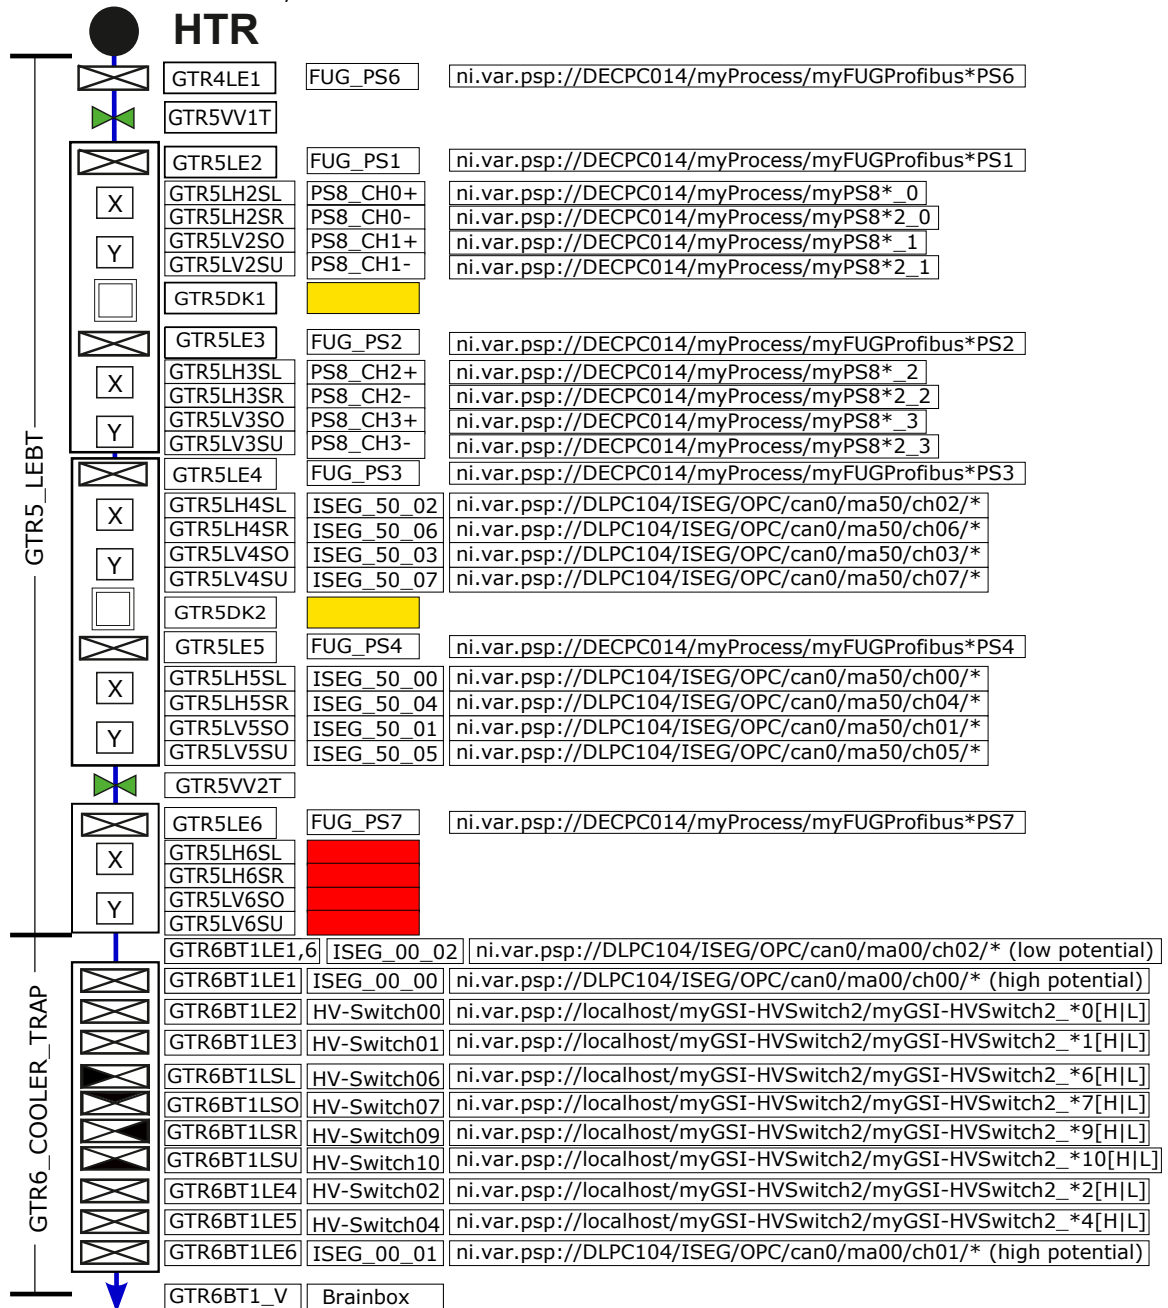 HTR
GTR4LE1 FUG_PS6 ni.var.psp://DECPC014/myProcess/myFUGProfibus*PS6
GTR5VV1T
GTR5LE2 FUG_PS1 ni.var.psp://DECPC014/myProcess/myFUGProfibus*PS1
X
GTR5LH2SL PS8_CH0+ ni.var.psp://DECPC014/myProcess/myPS8*_0
GTR5LH2SR PS8_CH0- ni.var.psp://DECPC014/myProcess/myPS8*2_0
Y
GTR5LV2SO PS8_CH1+ ni.var.psp://DECPC014/myProcess/myPS8*_1
GTR5LV2SU PS8_CH1- ni.var.psp://DECPC014/myProcess/myPS8*2_1
GTR5DK1
GTR5LE3 FUG_PS2 ni.var.psp://DECPC014/myProcess/myFUGProfibus*PS2
X
GTR5LH3SL PS8_CH2+ ni.var.psp://DECPC014/myProcess/myPS8*_2
GTR5LH3SR PS8_CH2- ni.var.psp://DECPC014/myProcess/myPS8*2_2
Y
GTR5LV3SO PS8_CH3+ ni.var.psp://DECPC014/myProcess/myPS8*_3
GTR5LV3SU PS8_CH3- ni.var.psp://DECPC014/myProcess/myPS8*2_3
GTR5_LEBT
GTR5LE4 FUG_PS3 ni.var.psp://DECPC014/myProcess/myFUGProfibus*PS3
X
GTR5LH4SL ISEG_50_02 ni.var.psp://DLPC104/ISEG/OPC/can0/ma50/ch02/*
GTR5LH4SR ISEG_50_06 ni.var.psp://DLPC104/ISEG/OPC/can0/ma50/ch06/*
Y
GTR5LV4SO ISEG_50_03 ni.var.psp://DLPC104/ISEG/OPC/can0/ma50/ch03/*
GTR5LV4SU ISEG_50_07 ni.var.psp://DLPC104/ISEG/OPC/can0/ma50/ch07/*
GTR5DK2
GTR5LE5 FUG_PS4 ni.var.psp://DECPC014/myProcess/myFUGProfibus*PS4
X
GTR5LH5SL ISEG_50_00 ni.var.psp://DLPC104/ISEG/OPC/can0/ma50/ch00/*
GTR5LH5SR ISEG_50_04 ni.var.psp://DLPC104/ISEG/OPC/can0/ma50/ch04/*
Y
GTR5LV5SO ISEG_50_01 ni.var.psp://DLPC104/ISEG/OPC/can0/ma50/ch01/*
GTR5LV5SU ISEG_50_05 ni.var.psp://DLPC104/ISEG/OPC/can0/ma50/ch05/*
GTR5VV2T
GTR5LE6 FUG_PS7 ni.var.psp://DECPC014/myProcess/myFUGProfibus*PS7
X
GTR5LH6SL
GTR5LH6SR
Y
GTR5LV6SO
GTR5LV6SU
GTR6BT1LE1,6 ISEG_00_02 ni.var.psp://DLPC104/ISEG/OPC/can0/ma00/ch02/* (low potential)
GTR6_COOLER_TRAP
GTR6BT1LE1 ISEG_00_00 ni.var.psp://DLPC104/ISEG/OPC/can0/ma00/ch00/* (high potential)
GTR6BT1LE2 HV-Switch00 ni.var.psp://localhost/myGSI-HVSwitch2/myGSI-HVSwitch2_*0[H|L]
GTR6BT1LE3 HV-Switch01 ni.var.psp://localhost/myGSI-HVSwitch2/myGSI-HVSwitch2_*1[H|L]
GTR6BT1LSL HV-Switch06 ni.var.psp://localhost/myGSI-HVSwitch2/myGSI-HVSwitch2_*6[H|L]
GTR6BT1LSO HV-Switch07 ni.var.psp://localhost/myGSI-HVSwitch2/myGSI-HVSwitch2_*7[H|L]
GTR6BT1LSR HV-Switch09 ni.var.psp://localhost/myGSI-HVSwitch2/myGSI-HVSwitch2_*9[H|L]
GTR6BT1LSU HV-Switch10 ni.var.psp://localhost/myGSI-HVSwitch2/myGSI-HVSwitch2_*10[H|L]
GTR6BT1LE4 HV-Switch02 ni.var.psp://localhost/myGSI-HVSwitch2/myGSI-HVSwitch2_*2[H|L]
GTR6BT1LE5 HV-Switch04 ni.var.psp://localhost/myGSI-HVSwitch2/myGSI-HVSwitch2_*4[H|L]
GTR6BT1LE6 ISEG_00_01 ni.var.psp://DLPC104/ISEG/OPC/can0/ma00/ch01/* (high potential)
GTR6BT1_V Brainbox